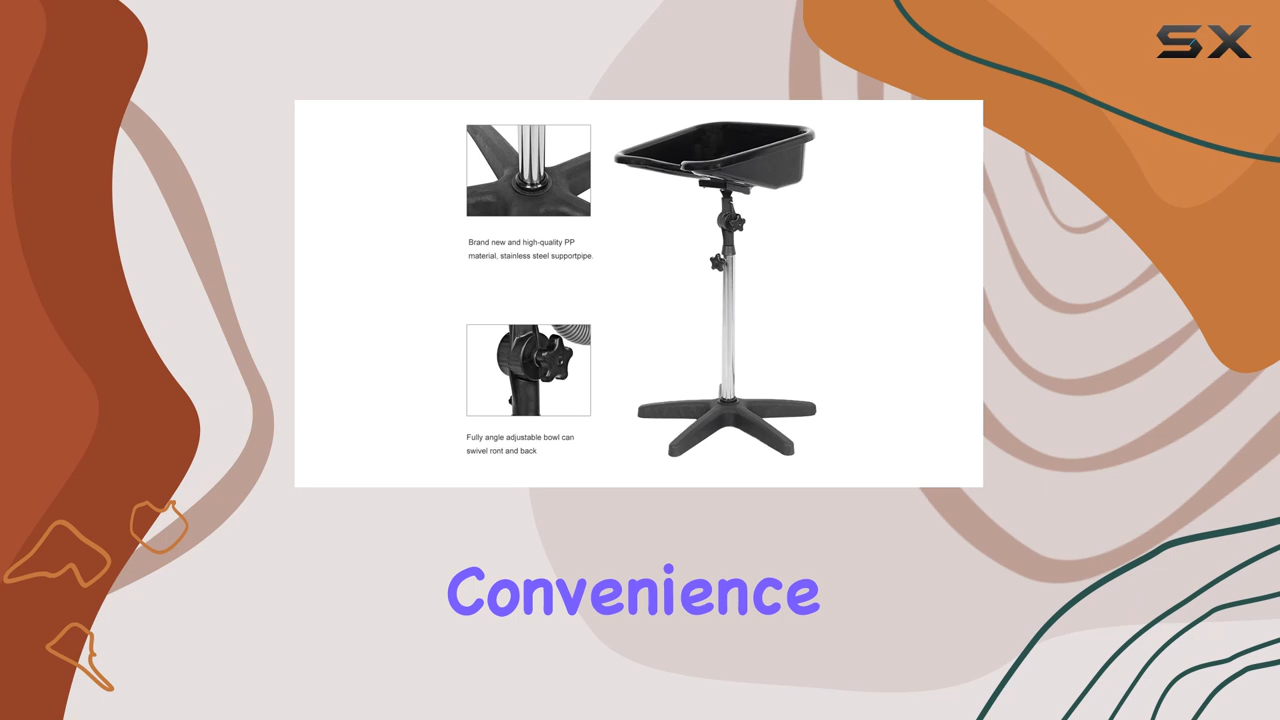 SX
Brand new and high-quality PP
material, stainless steel supportpipe.
Fully angle adjustable bowl can
swivel ront and back
Convenience